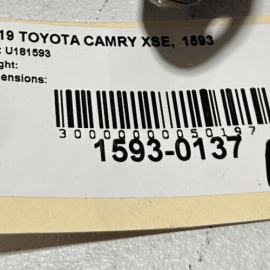 19 TOYOTA CAMRY XSE, 1593
: U181593
ght:
ensions:
3000000050197
1593-0137